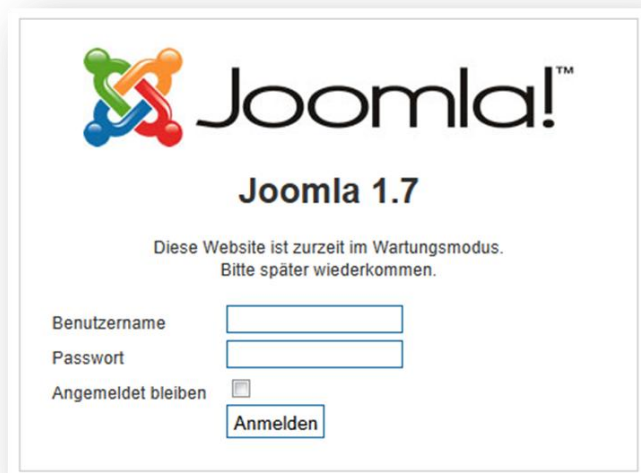 Joomla!™
Joomla 1.7
Diese Website ist zurzeit im Wartungsmodus.
Bitte später wiederkommen.
Benutzername
Passwort
Angemeldet bleiben
Anmelden